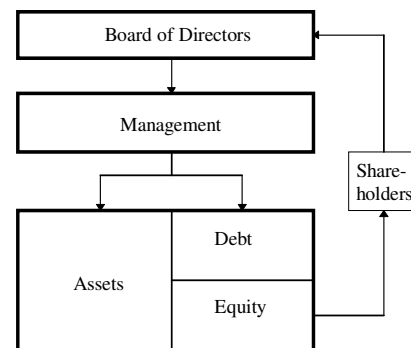 Board of Directors
Management
Share-
holders
Debt
Assets
Equity